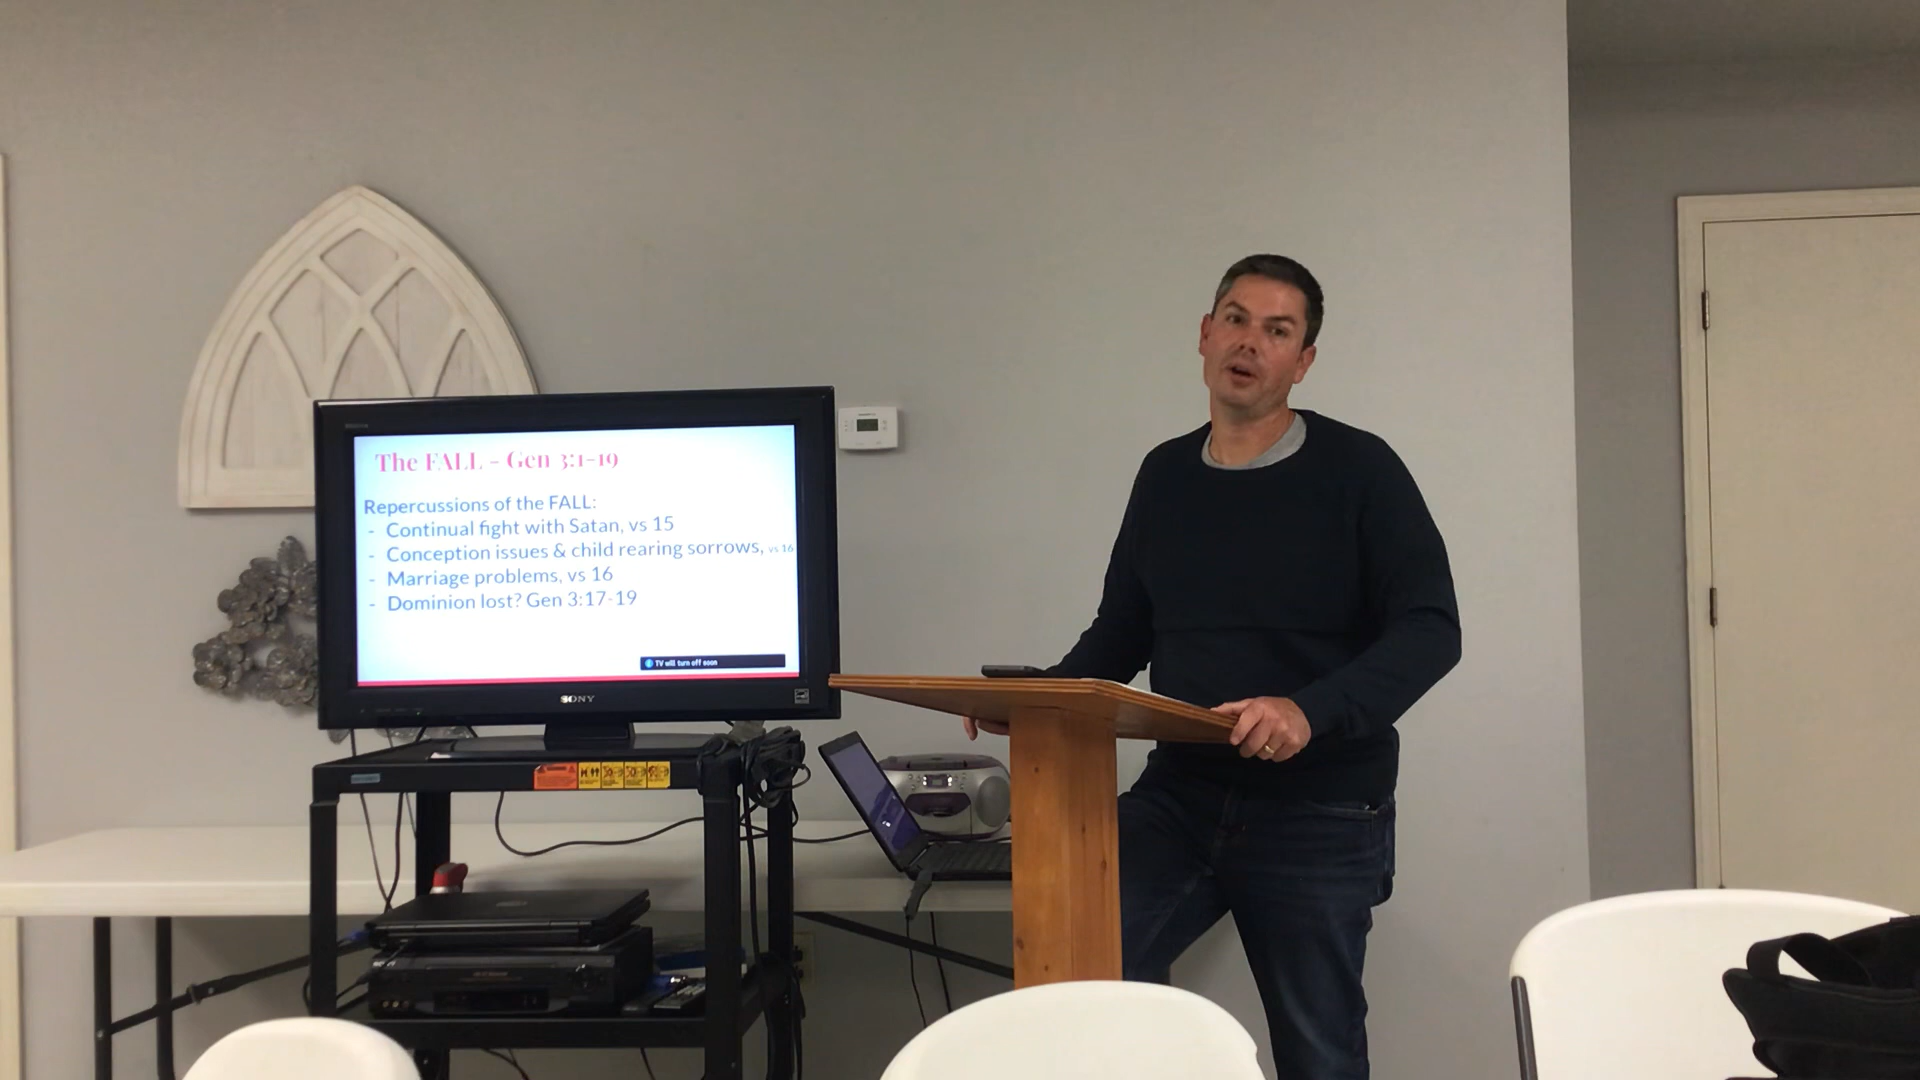 The FALL - Gen 3:1-19
Repercussions of the FALL:
- Continual fight with Satan, vs 15
- Conception issues & child rearing sorrows, vs 16
- Marriage problems, vs 16
- Dominion lost? Gen 3:17-19
TV will turn off soon
SONY